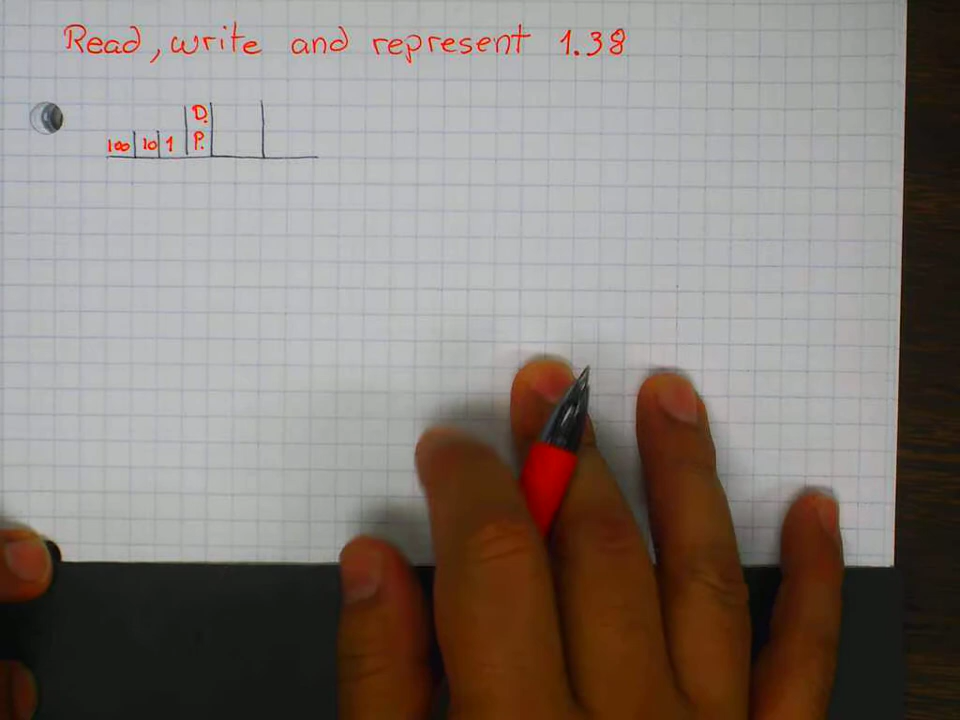 Read, write and represent 1.38
D.
100 10 1 P.